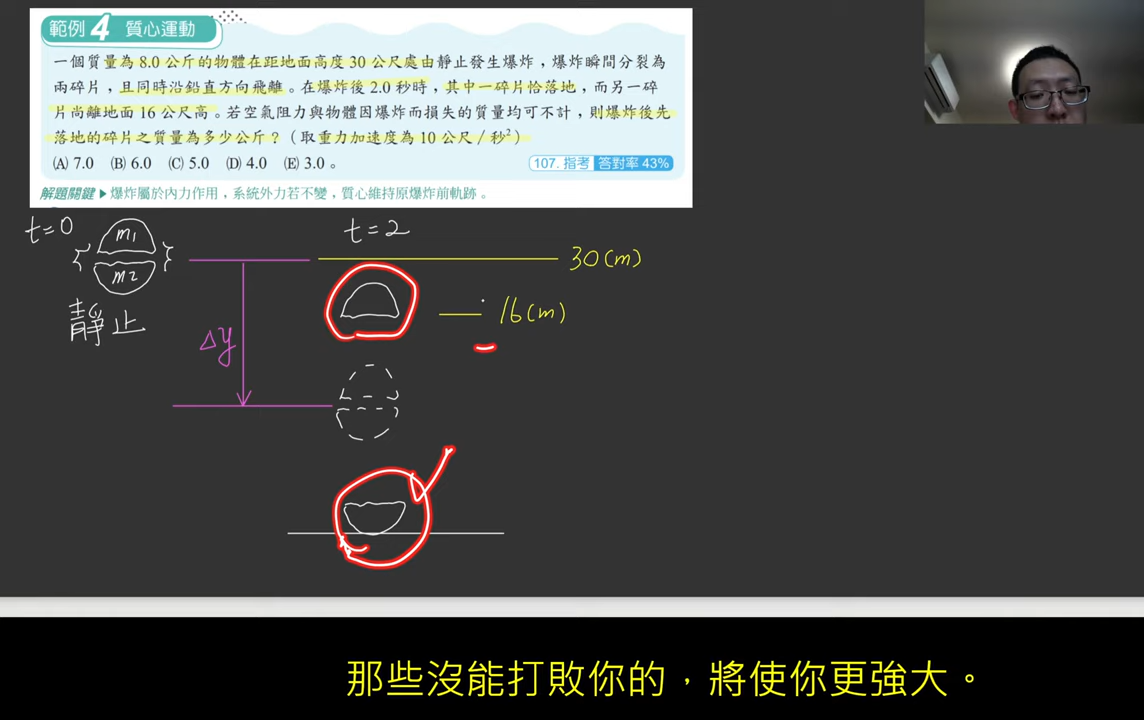 範例 4 質心運動
一個質量為 8.0 公斤的物體在距地面高度 30 公尺處由靜止發生爆炸，爆炸瞬間分裂為
兩碎片，且同時沿鉛直方向飛離。在爆炸後 2.0 秒時，其中一碎片恰落地，而另一碎
片尚離地面 16 公尺高。若空氣阻力與物體因爆炸而損失的質量均可不計，則爆炸後先
落地的碎片之質量為多少公斤？（取重力加速度為 10 公尺／秒²）
(A) 7.0 (B) 6.0 (C) 5.0 (D) 4.0 (E) 3.0。
107. 指考 答對率 43%
解題關鍵▶爆炸屬於內力作用，系統外力若不變，質心維持原爆炸前軌跡。
t=0
m1
m2
靜止
t=2
30(m)
16(m)
Δy
那些沒能打敗你的，將使你更強大。